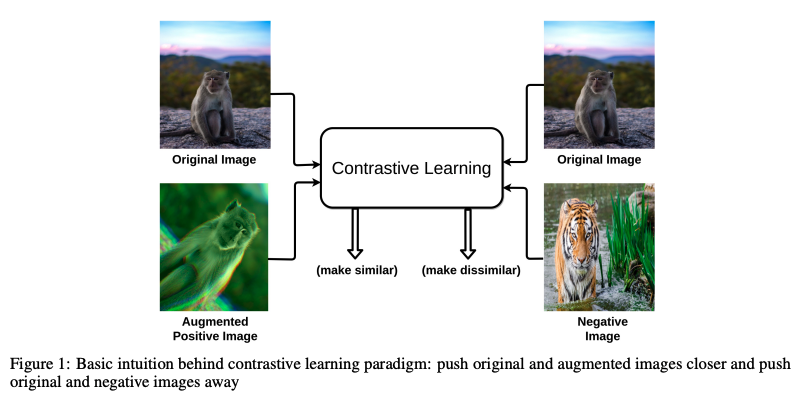 Original Image
Original Image
Contrastive Learning
(make similar)
(make dissimilar)
Augmented
Positive Image
Negative
Image
Figure 1: Basic intuition behind contrastive learning paradigm: push original and augmented images closer and push
original and negative images away